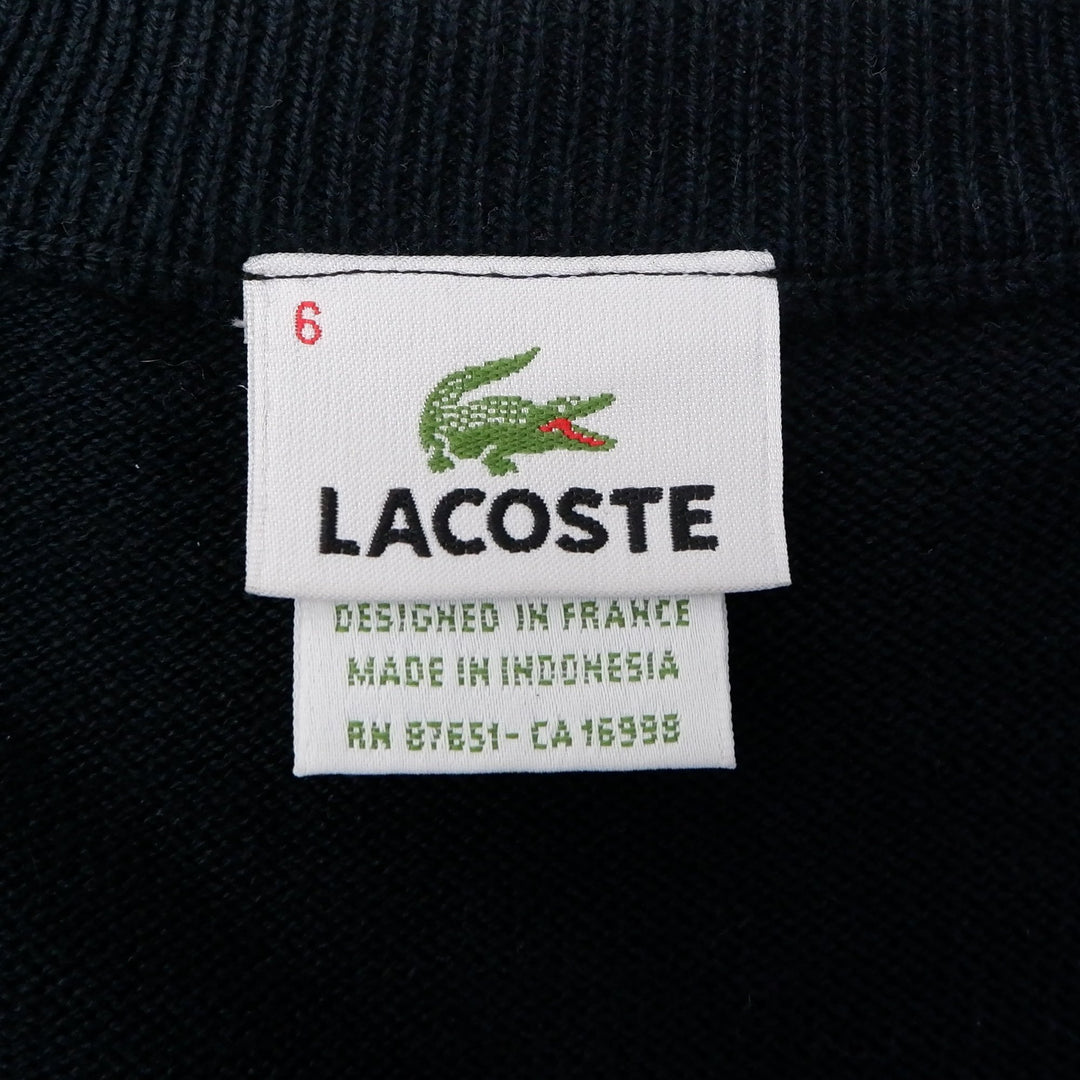 6
LACOSTE
DESIGNED IN FRANCE
MADE IN INDONESIA
RN 87651 - CA 16998